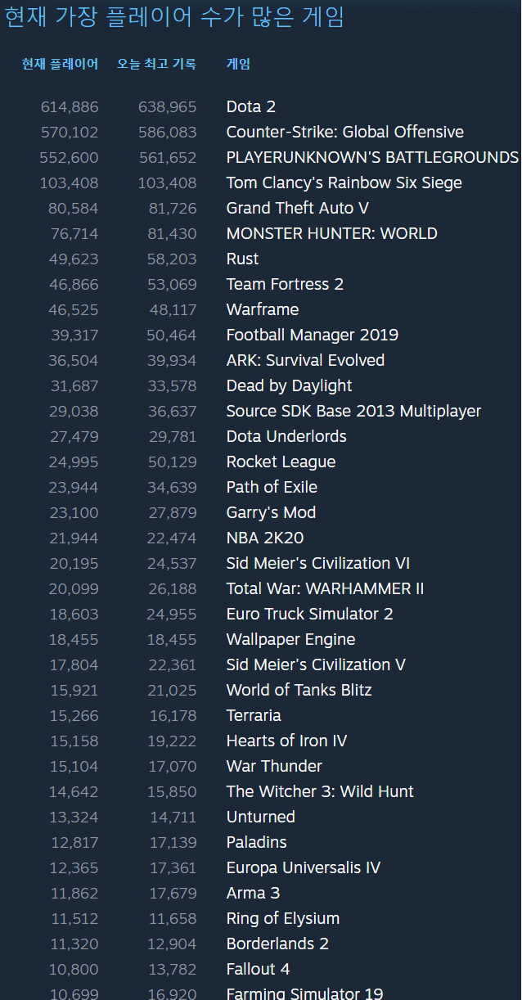 현재 가장 플레이어 수가 많은 게임
현재 플레이어 오늘 최고 기록 게임
614,886 638,965 Dota 2
570,102 586,083 Counter-Strike: Global Offensive
552,600 561,652 PLAYERUNKNOWN'S BATTLEGROUNDS
103,408 103,408 Tom Clancy's Rainbow Six Siege
80,584 81,726 Grand Theft Auto V
76,714 81,430 MONSTER HUNTER: WORLD
49,623 58,203 Rust
46,866 53,069 Team Fortress 2
46,525 48,117 Warframe
39,317 50,464 Football Manager 2019
36,504 39,934 ARK: Survival Evolved
31,687 33,578 Dead by Daylight
29,038 36,637 Source SDK Base 2013 Multiplayer
27,479 29,781 Dota Underlords
24,995 50,129 Rocket League
23,944 34,639 Path of Exile
23,100 27,879 Garry's Mod
21,944 22,474 NBA 2K20
20,195 24,537 Sid Meier's Civilization VI
20,099 26,188 Total War: WARHAMMER II
18,603 24,955 Euro Truck Simulator 2
18,455 18,455 Wallpaper Engine
17,804 22,361 Sid Meier's Civilization V
15,921 21,025 World of Tanks Blitz
15,266 16,178 Terraria
15,158 19,222 Hearts of Iron IV
15,104 17,070 War Thunder
14,642 15,850 The Witcher 3: Wild Hunt
13,324 14,711 Unturned
12,817 17,139 Paladins
12,365 17,361 Europa Universalis IV
11,862 17,679 Arma 3
11,512 11,658 Ring of Elysium
11,320 12,904 Borderlands 2
10,800 13,782 Fallout 4
10,699 16,920 Farming Simulator 19